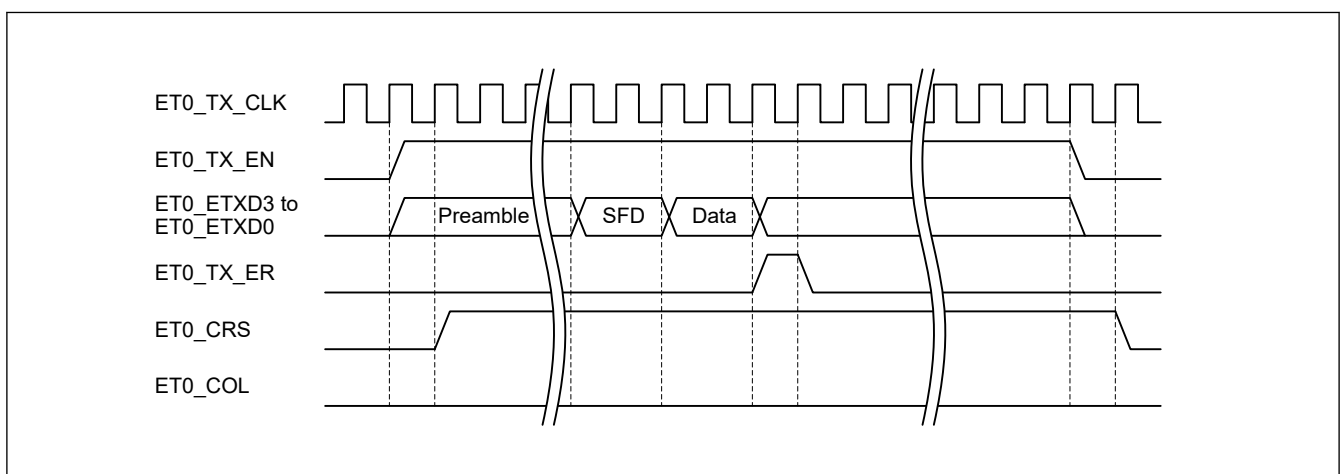 ET0_TX_CLK
ET0_TX_EN
ET0_ETXD3 to
ET0_ETXD0
Preamble SFD Data
ET0_TX_ER
ET0_CRS
ET0_COL